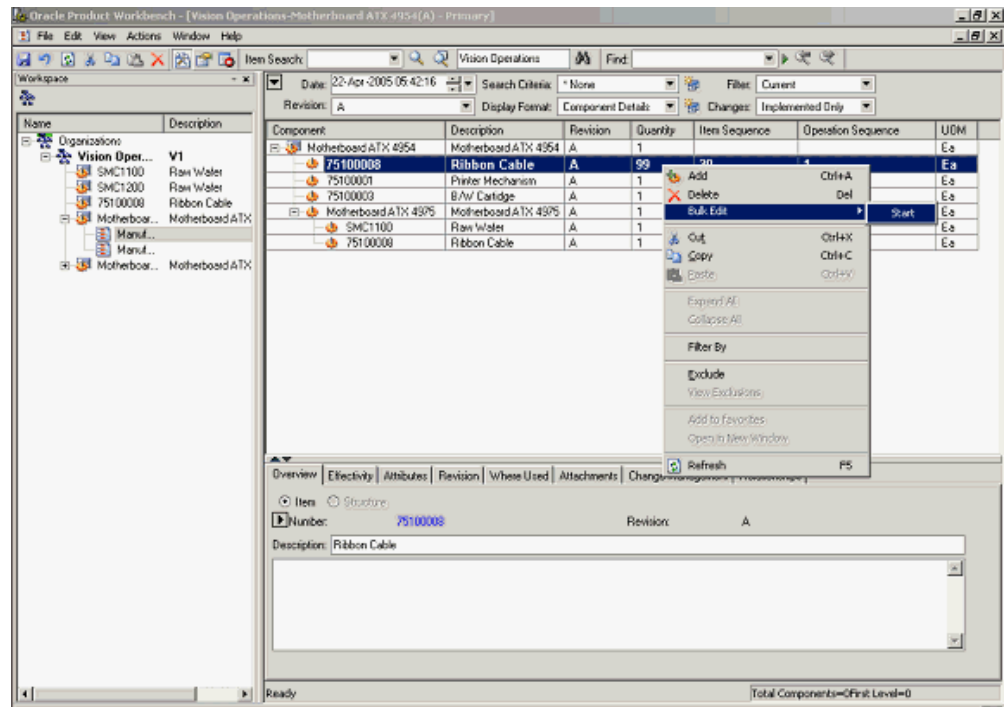 Oracle Product Workbench - [Vision Operations-Motherboard ATX 4954(A) - Primary]
File Edit View Actions Window Help
Item Search: Vision Operations Find:
Workspace
Date: 22-Apr-2005 05:42:16 Search Criteria: * None Filter: Current
Revision: A Display Format: Component Details Changes: Implemented Only
Name Description
Organizations
Vision Oper... V1
SMC1100 Raw Wafer
SMC1200 Raw Wafer
75100008 Ribbon Cable
Motherboar... Motherboard ATX
Manuf...
Manuf...
Motherboar... Motherboard ATX
Component Description Revision Quantity Item Sequence Operation Sequence UOM
Motherboard ATX 4954 Motherboard ATX 4954 A 1 Ea
75100008 Ribbon Cable A 99 30 1 Ea
75100001 Printer Mechanism A 1 Ea
75100003 B/W Cartidge A 1 Ea
Motherboard ATX 4975 Motherboard ATX 4975 A 1 Ea
SMC1100 Raw Wafer A 1 Ea
75100008 Ribbon Cable A 1 Ea
Add Ctrl+A
Delete Del
Bulk Edit Start
Cut Ctrl+X
Copy Ctrl+C
Paste Ctrl+V
Expand All
Collapse All
Filter By
Exclude
View Exclusions
Add to favorites
Open in New Window
Refresh F5
Overview Effectivity Attributes Revision Where Used Attachments
Item Structure
Number: 75100008 Revision: A
Description: Ribbon Cable
Ready Total Components=0First Level=0